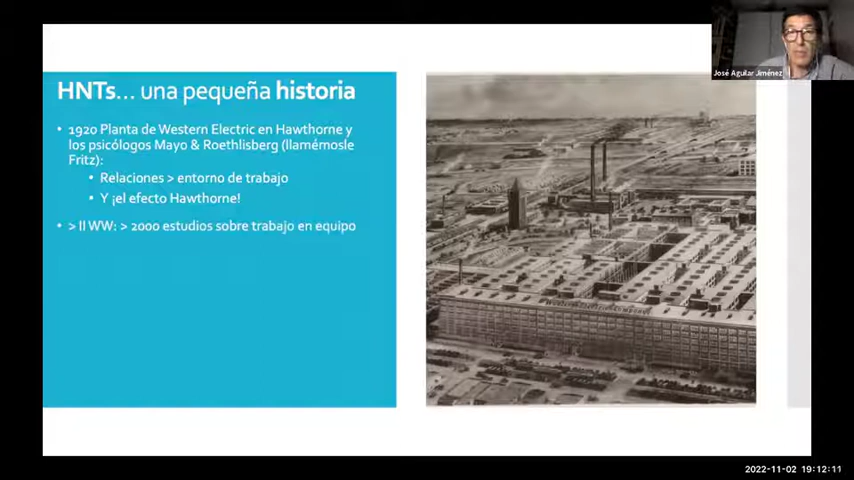 HNTs... una pequeña historia
• 1920 Planta de Western Electric en Hawthorne y
los psicólogos Mayo & Roethlisberg (llamémosle
Fritz):
• Relaciones > entorno de trabajo
• Y ¡el efecto Hawthorne!
• > II WW: > 2000 estudios sobre trabajo en equipo
José Aguilar Jiménez
2022-11-02 19:12:11